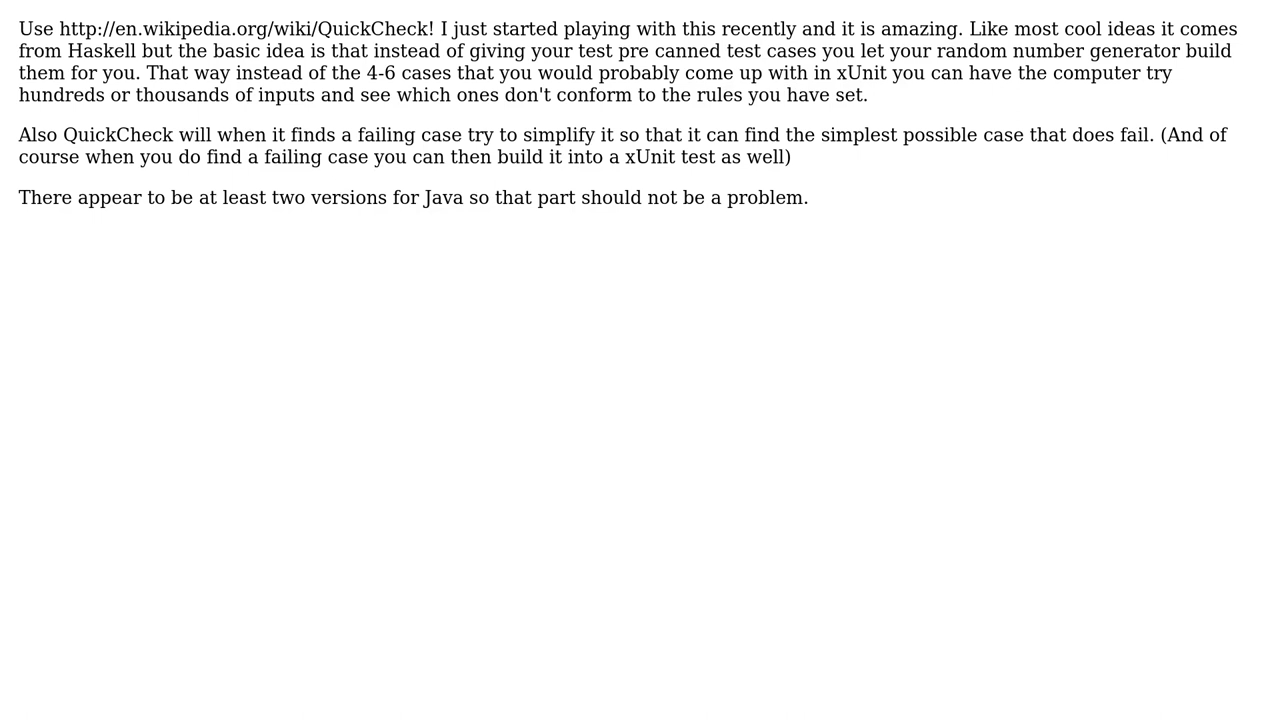 Use http://en.wikipedia.org/wiki/QuickCheck! I just started playing with this recently and it is amazing. Like most cool ideas it comes
from Haskell but the basic idea is that instead of giving your test pre canned test cases you let your random number generator build
them for you. That way instead of the 4-6 cases that you would probably come up with in xUnit you can have the computer try
hundreds or thousands of inputs and see which ones don't conform to the rules you have set.
Also QuickCheck will when it finds a failing case try to simplify it so that it can find the simplest possible case that does fail. (And of
course when you do find a failing case you can then build it into a xUnit test as well)
There appear to be at least two versions for Java so that part should not be a problem.